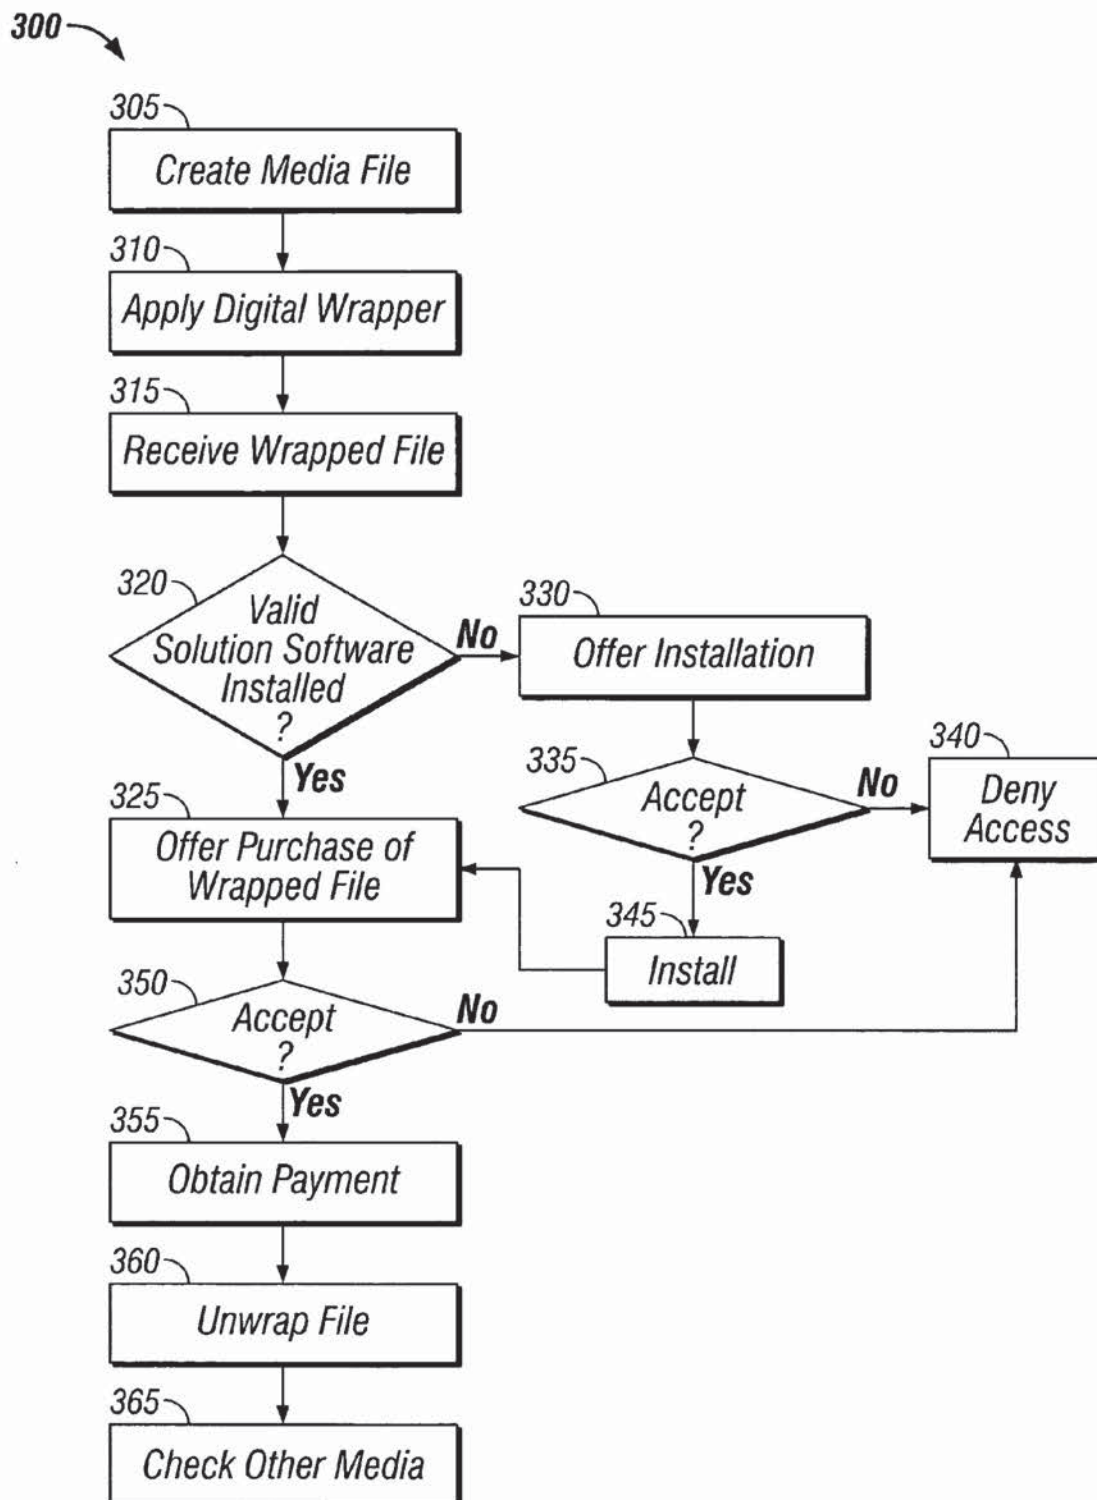 300
305
Create Media File
310
Apply Digital Wrapper
315
Receive Wrapped File
320
Valid
Solution Software
Installed
?
No
Yes
330
Offer Installation
335
Accept
?
No
Yes
340
Deny
Access
345
Install
325
Offer Purchase of
Wrapped File
350
Accept
?
No
Yes
355
Obtain Payment
360
Unwrap File
365
Check Other Media